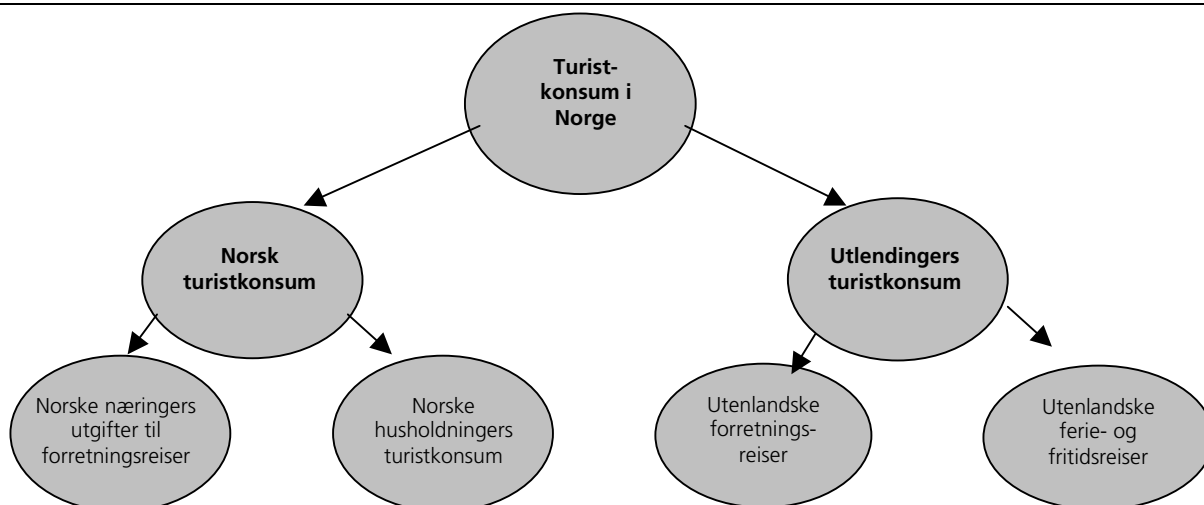 Turist-
konsum i
Norge
Norsk
turistkonsum
Utlendingers
turistkonsum
Norske næringers
utgifter til
forretningsreiser
Norske
husholdningers
turistkonsum
Utenlandske
forretnings-
reiser
Utenlandske
ferie- og
fritidsreiser